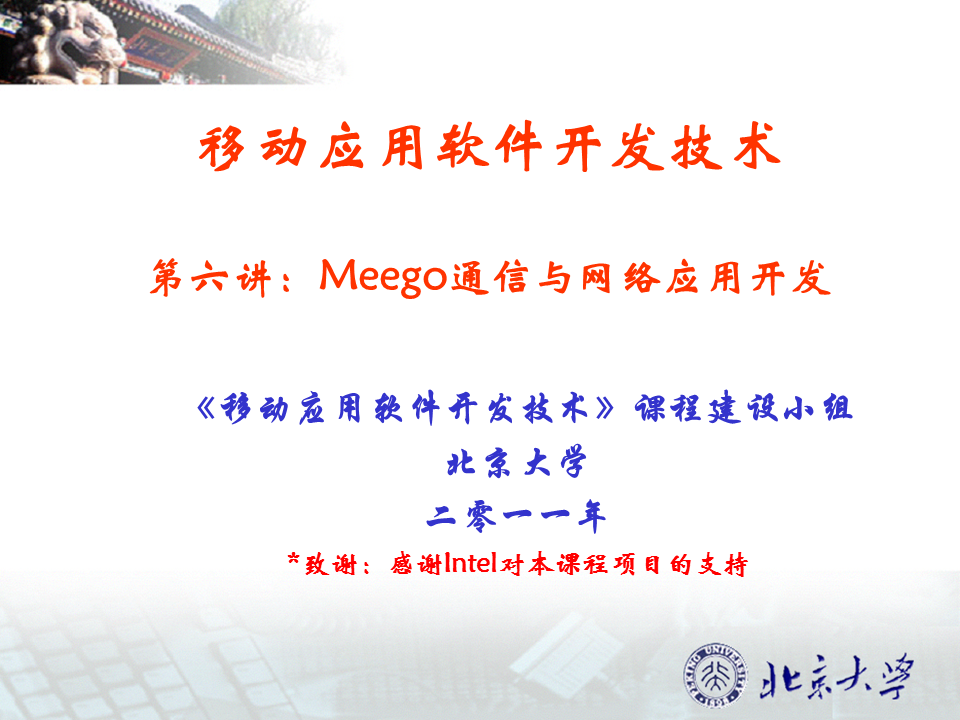 移动应用软件开发技术
第六讲：Meego通信与网络应用开发
《移动应用软件开发技术》课程建设小组
北京大学
二零一一年
*致谢：感谢Intel对本课程项目的支持
PEKING UNIVERSITY
1898
北京大学